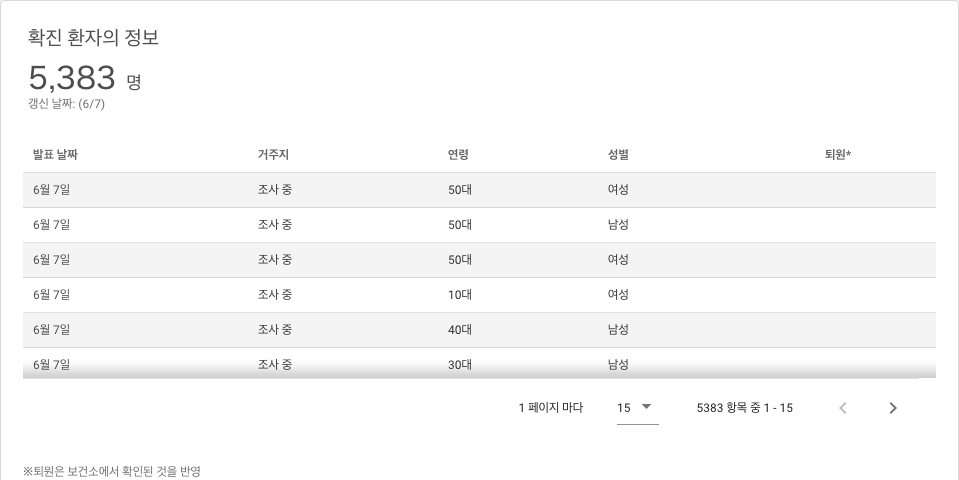 확진 환자의 정보
5,383 명
갱신 날짜: (6/7)
발표 날짜 거주지 연령 성별 퇴원*
6월 7일 조사 중 50대 여성
6월 7일 조사 중 50대 남성
6월 7일 조사 중 50대 여성
6월 7일 조사 중 10대 여성
6월 7일 조사 중 40대 남성
6월 7일 조사 중 30대 남성
1 페이지 마다 15 5383 항목 중 1 - 15
※퇴원은 보건소에서 확인된 것을 반영